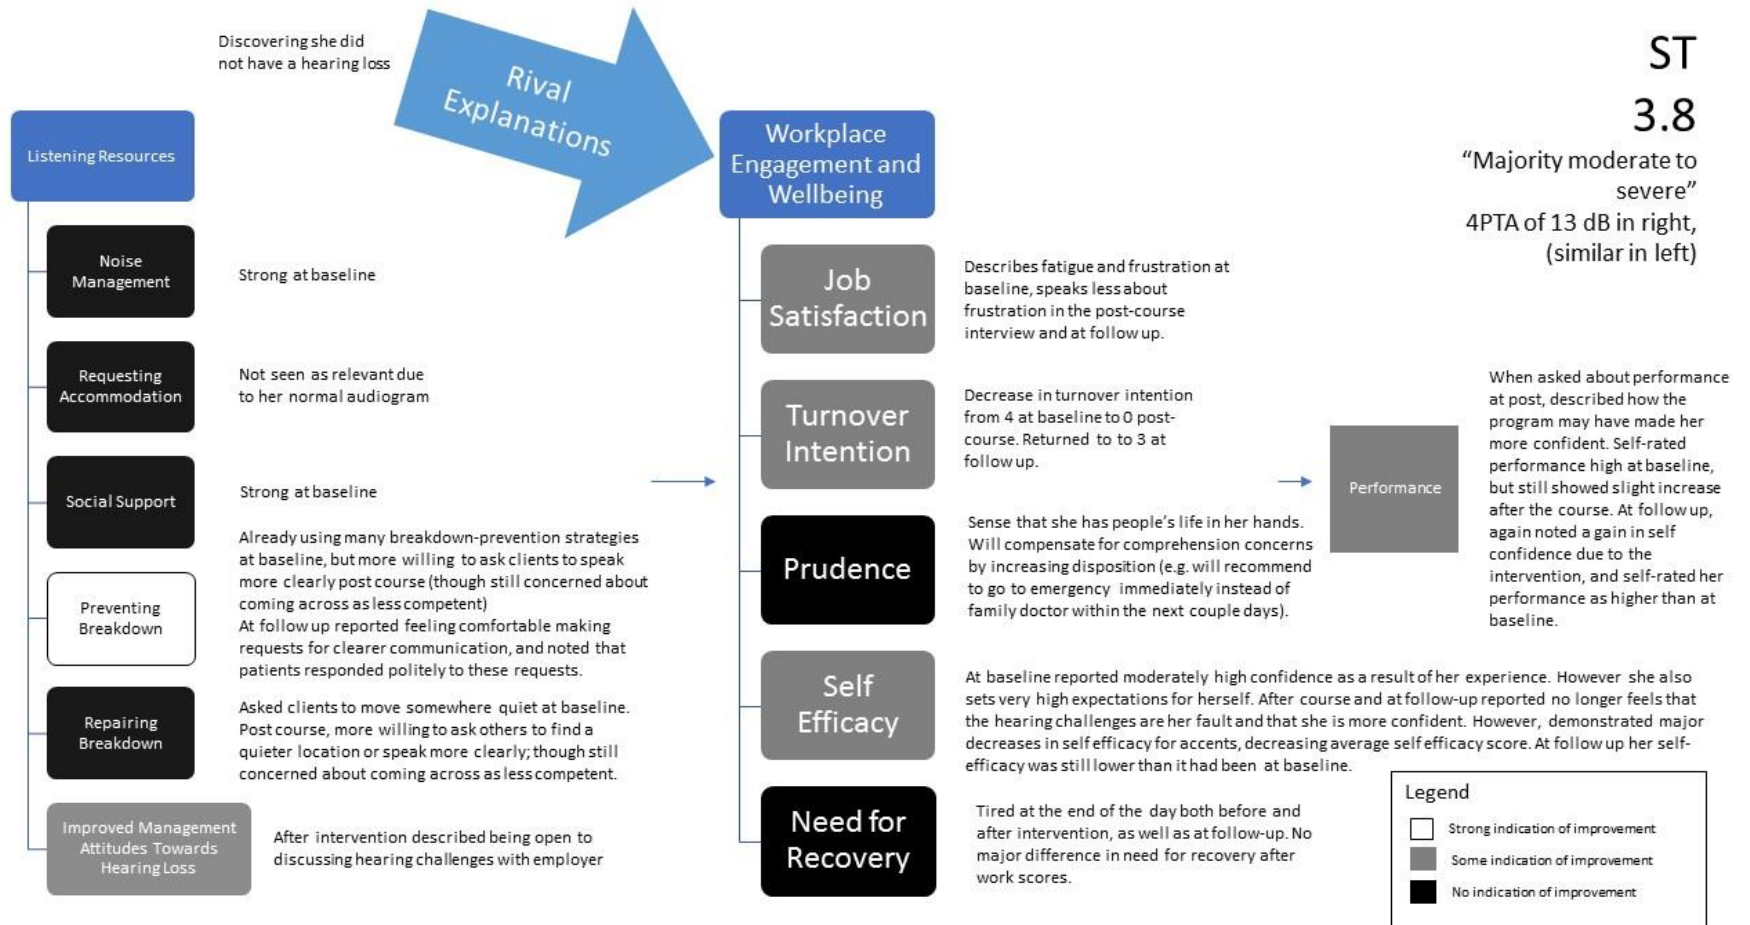 Discovering she did
not have a hearing loss
Rival
Explanations
ST
3.8
“Majority moderate to
severe”
4PTA of 13 dB in right,
(similar in left)
Listening Resources
Noise
Management
Strong at baseline
Requesting
Accommodation
Not seen as relevant due
to her normal audiogram
Social Support
Strong at baseline
Preventing
Breakdown
Already using many breakdown-prevention strategies
at baseline, but more willing to ask clients to speak
more clearly post course (though still concerned about
coming across as less competent)
At follow up reported feeling comfortable making
requests for clearer communication, and noted that
patients responded politely to these requests.
Repairing
Breakdown
Asked clients to move somewhere quiet at baseline.
Post course, more willing to ask others to find a
quieter location or speak more clearly; though still
concerned about coming across as less competent.
Improved Management
Attitudes Towards
Hearing Loss
After intervention described being open to
discussing hearing challenges with employer
Workplace
Engagement and
Wellbeing
Job
Satisfaction
Describes fatigue and frustration at
baseline, speaks less about
frustration in the post-course
interview and at follow up.
Turnover
Intention
Decrease in turnover intention
from 4 at baseline to 0 post-
course. Returned to to 3 at
follow up.
Prudence
Sense that she has people’s life in her hands.
Will compensate for comprehension concerns
by increasing disposition (e.g. will recommend
to go to emergency immediately instead of
family doctor within the next couple days).
Self
Efficacy
At baseline reported moderately high confidence as a result of her experience. However she also
sets very high expectations for herself. After course and at follow-up reported no longer feels that
the hearing challenges are her fault and that she is more confident. However, demonstrated major
decreases in self efficacy for accents, decreasing average self efficacy score. At follow up her self-
efficacy was still lower than it had been at baseline.
Need for
Recovery
Tired at the end of the day both before and
after intervention, as well as at follow-up. No
major difference in need for recovery after
work scores.
Performance
When asked about performance
at post, described how the
program may have made her
more confident. Self-rated
performance high at baseline,
but still showed slight increase
after the course. At follow up,
again noted a gain in self
confidence due to the
intervention, and self-rated her
performance as higher than at
baseline.
Legend
Strong indication of improvement
Some indication of improvement
No indication of improvement